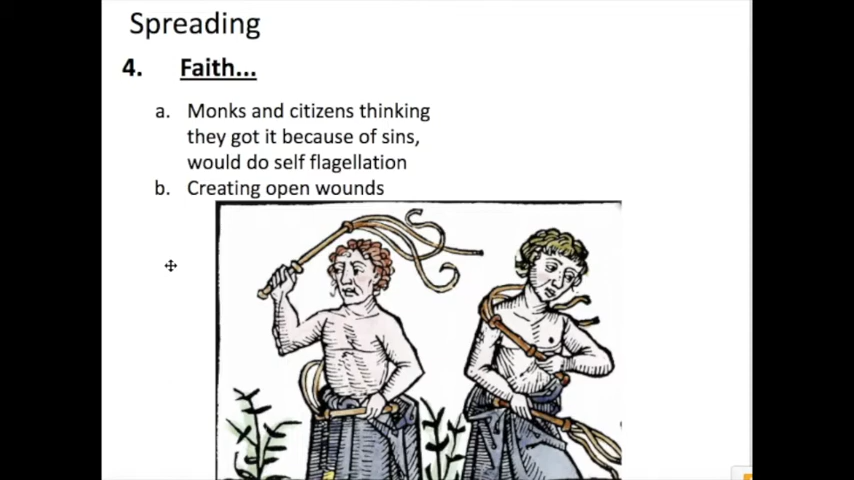 Spreading
4. Faith...
a. Monks and citizens thinking
they got it because of sins,
would do self flagellation
b. Creating open wounds